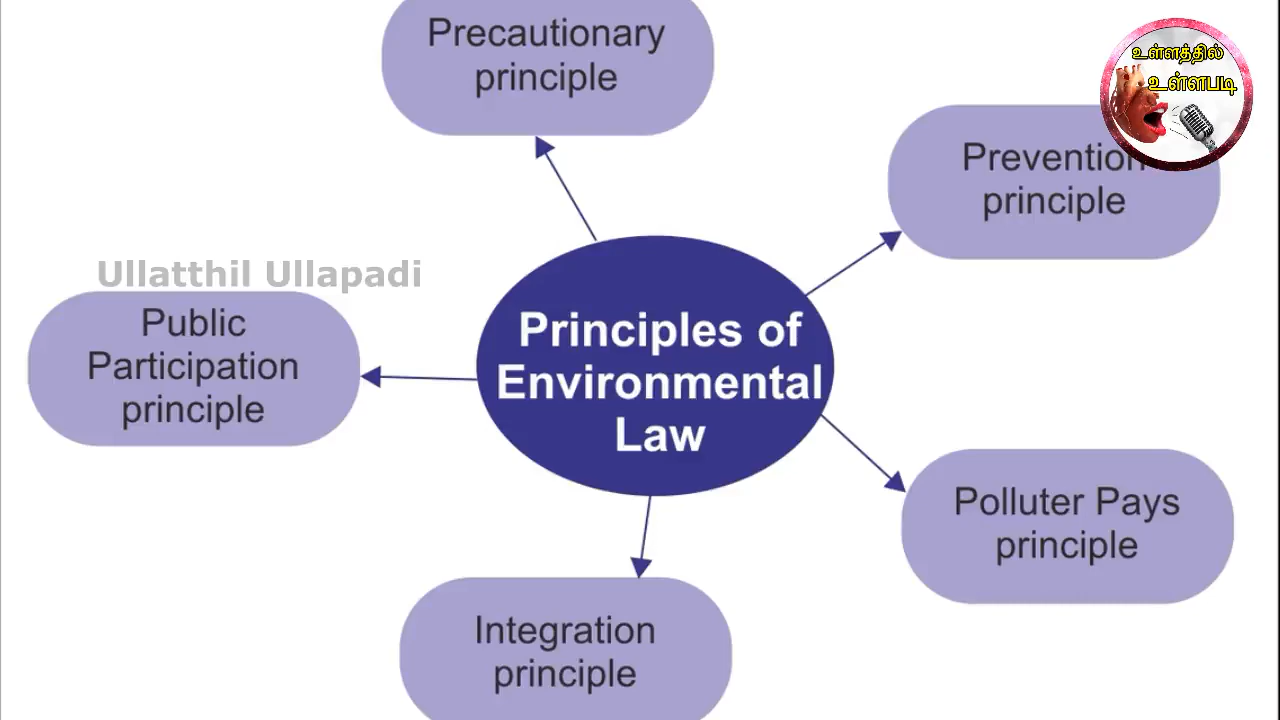 Precautionary
principle
உள்ளத்தில்
உள்ளபடி
Prevention
principle
Ullatthil Ullapadi
Public
Participation
principle
Principles of
Environmental
Law
Polluter Pays
principle
Integration
principle